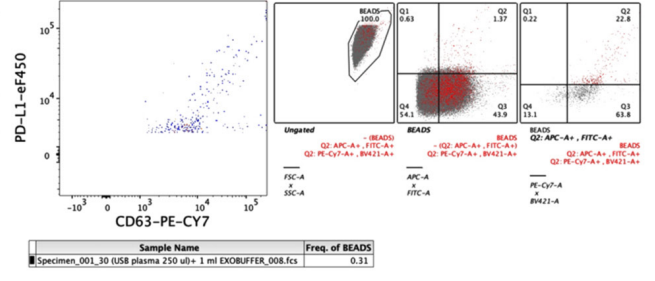 PD-L1-eF450
10^5
10^4
0
-10^3
0
10^3
10^4
10^5
CD63-PE-CY7
BEADS
100.0
Q1
0.63
Q2
1.37
Q4
54.1
Q3
43.9
Q1
0.22
Q2
22.8
Q4
13.1
Q3
63.8
Ungated
- (BEADS)
Q2: APC-A+ , FITC-A+
Q2: PE-Cy7-A+ , BV421-A+
FSC-A
x
SSC-A
BEADS
BEADS
- (Q2: APC-A+ , FITC-A+)
Q2: PE-Cy7-A+ , BV421-A+
APC-A
x
FITC-A
BEADS
Q2: APC-A+ , FITC-A+
BEADS
Q2: APC-A+ , FITC-A+
Q2: PE-Cy7-A+ , BV421-A+
PE-Cy7-A
x
BV421-A
Sample Name Freq. of BEADS
Specimen_001_30 (USB plasma 250 ul)+ 1 ml EXOBUFFER_008.fcs 0.31